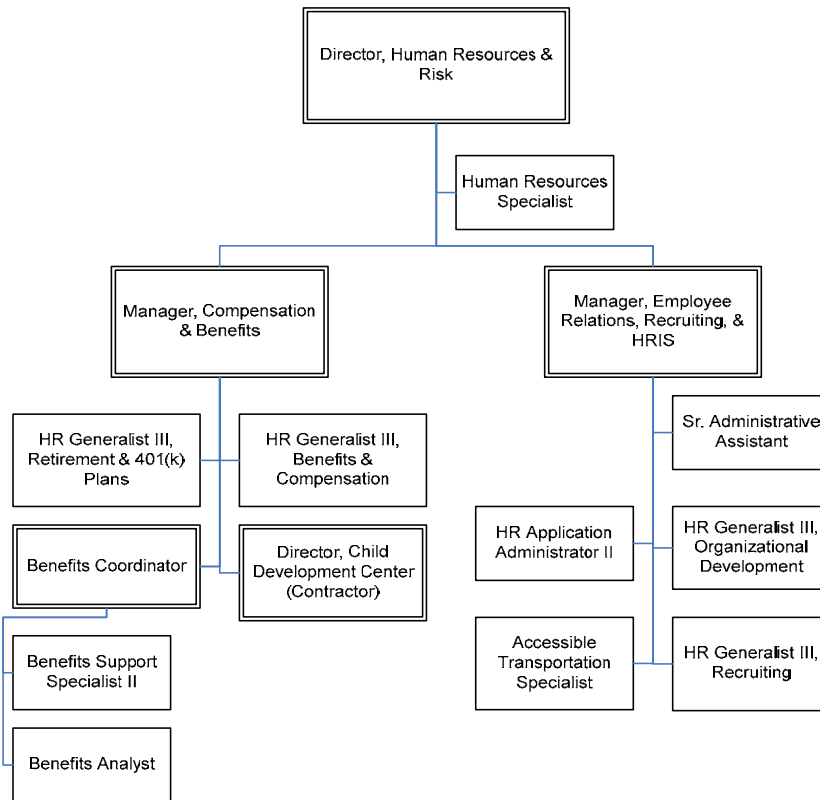 Director, Human Resources &
Risk
Human Resources
Specialist
Manager, Compensation
& Benefits
Manager, Employee
Relations, Recruiting, &
HRIS
HR Generalist III,
Retirement & 401(k)
Plans
HR Generalist III,
Benefits &
Compensation
Sr. Administrative
Assistant
Benefits Coordinator
Director, Child
Development Center
(Contractor)
HR Application
Administrator II
HR Generalist III,
Organizational
Development
Benefits Support
Specialist II
Accessible
Transportation
Specialist
HR Generalist III,
Recruiting
Benefits Analyst